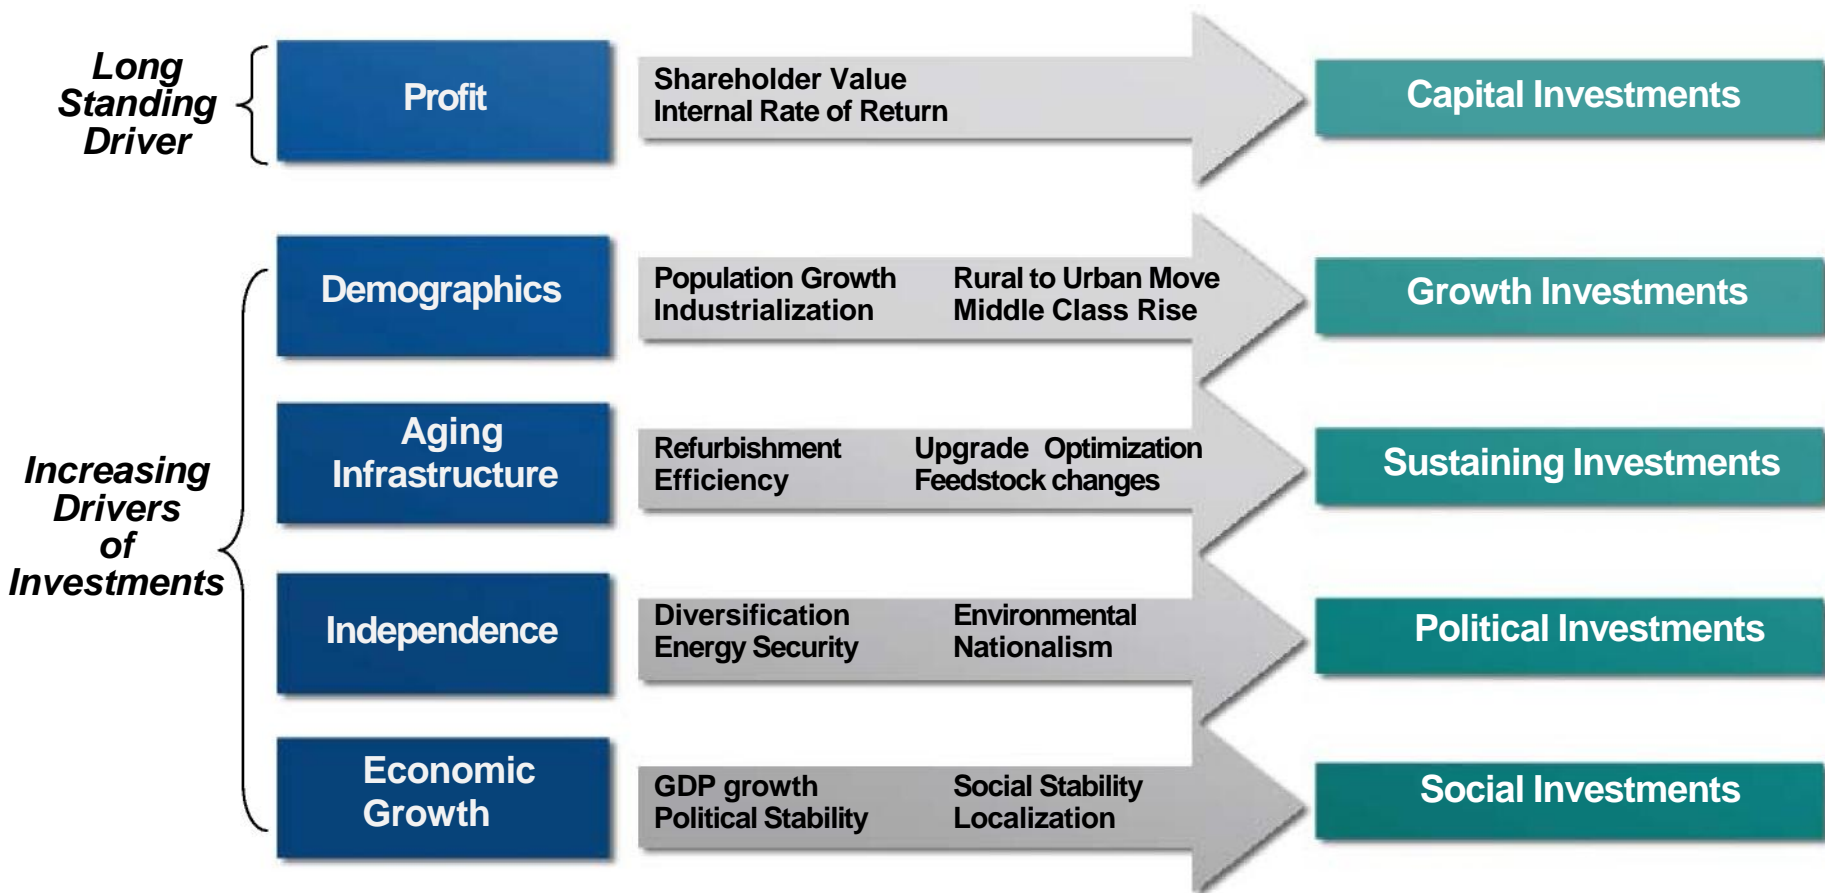 Long
Standing
Driver
Profit
Shareholder Value
Internal Rate of Return
Capital Investments
Increasing
Drivers
of
Investments
Demographics
Population Growth Rural to Urban Move
Industrialization Middle Class Rise
Growth Investments
Aging
Infrastructure
Refurbishment Upgrade Optimization
Efficiency Feedstock changes
Sustaining Investments
Independence
Diversification Environmental
Energy Security Nationalism
Political Investments
Economic
Growth
GDP growth Social Stability
Political Stability Localization
Social Investments